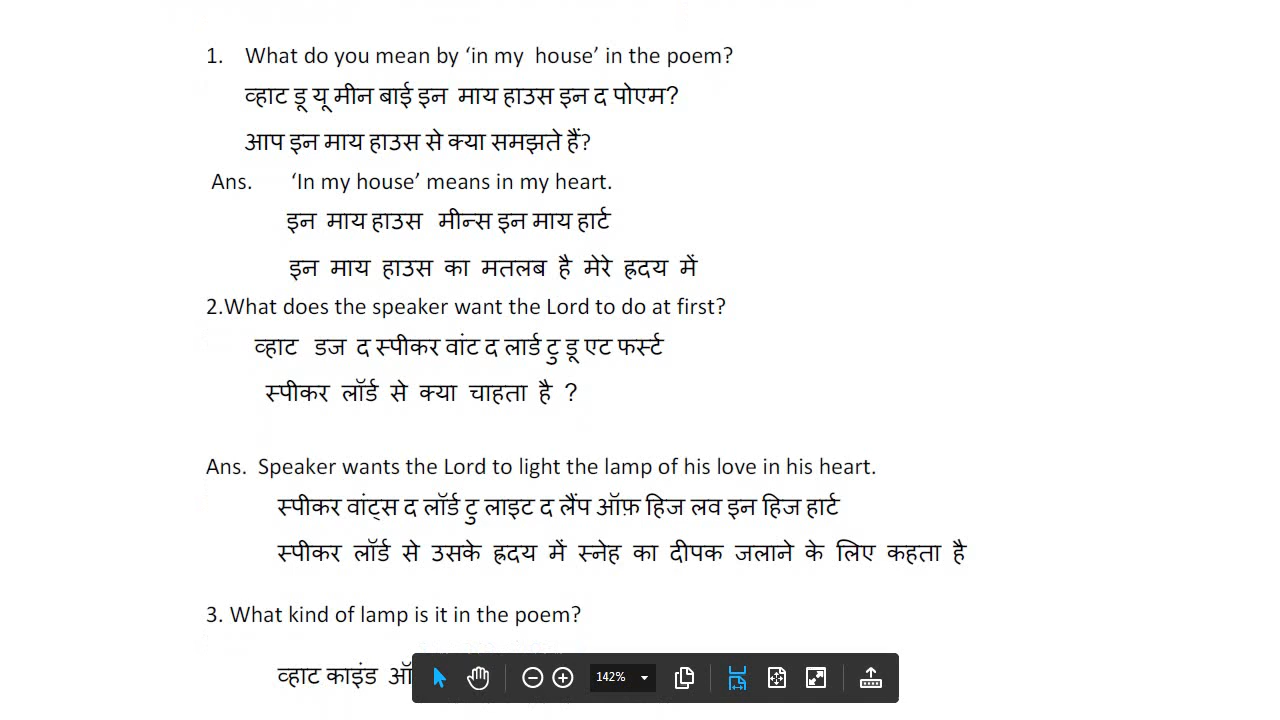 1. What do you mean by ‘in my house’ in the poem?
व्हाट डू यू मीन बाई इन माय हाउस इन द पोएम?
आप इन माय हाउस से क्या समझते हैं?
Ans. ‘In my house’ means in my heart.
इन माय हाउस मीन्स इन माय हार्ट
इन माय हाउस का मतलब है मेरे ह्रदय में
2.What does the speaker want the Lord to do at first?
व्हाट डज द स्पीकर वांट द लार्ड टु डू एट फर्स्ट
स्पीकर लॉर्ड से क्या चाहता है ?
Ans. Speaker wants the Lord to light the lamp of his love in his heart.
स्पीकर वांट्स द लॉर्ड टु लाइट द लैंप ऑफ़ हिज लव इन हिज हार्ट
स्पीकर लॉर्ड से उसके ह्रदय में स्नेह का दीपक जलाने के लिए कहता है
3. What kind of lamp is it in the poem?
व्हाट काइंड
142%